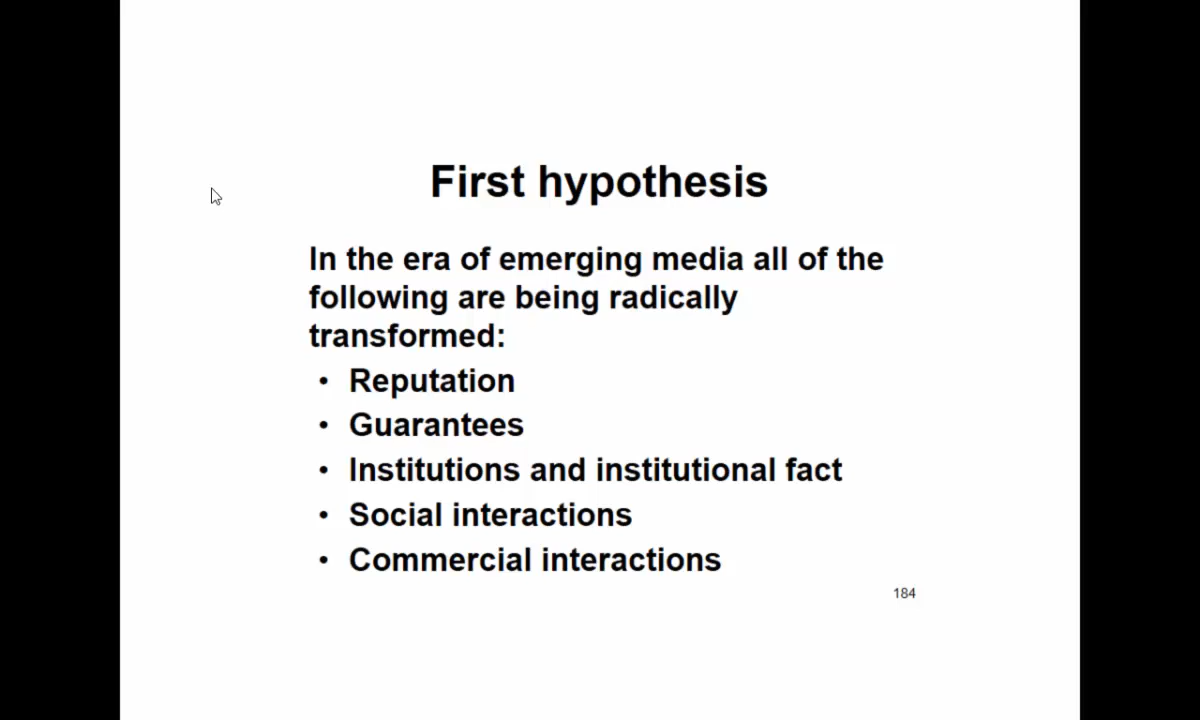 First hypothesis
In the era of emerging media all of the
following are being radically
transformed:
• Reputation
• Guarantees
• Institutions and institutional fact
• Social interactions
• Commercial interactions
184